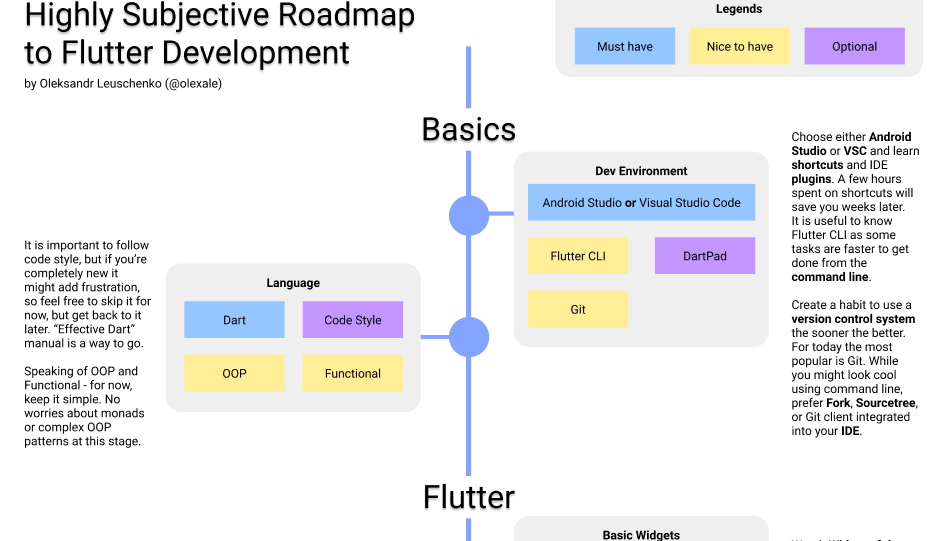 Highly Subjective Roadmap
to Flutter Development
by Oleksandr Leuschenko (@olexale)
Legends
Must have
Nice to have
Optional
Basics
Dev Environment
Android Studio or Visual Studio Code
Flutter CLI
DartPad
Git
Choose either Android
Studio or VSC and learn
shortcuts and IDE
plugins. A few hours
spent on shortcuts will
save you weeks later.
It is useful to know
Flutter CLI as some
tasks are faster to get
done from the
command line.
Create a habit to use a
version control system
the sooner the better.
For today the most
popular is Git. While
you might look cool
using command line,
prefer Fork, Sourcetree,
or Git client integrated
into your IDE.
It is important to follow
code style, but if you’re
completely new it
might add frustration,
so feel free to skip it for
now, but get back to it
later. “Effective Dart”
manual is a way to go.
Speaking of OOP and
Functional - for now,
keep it simple. No
worries about monads
or complex OOP
patterns at this stage.
Language
Dart
Code Style
OOP
Functional
Flutter
Basic Widgets